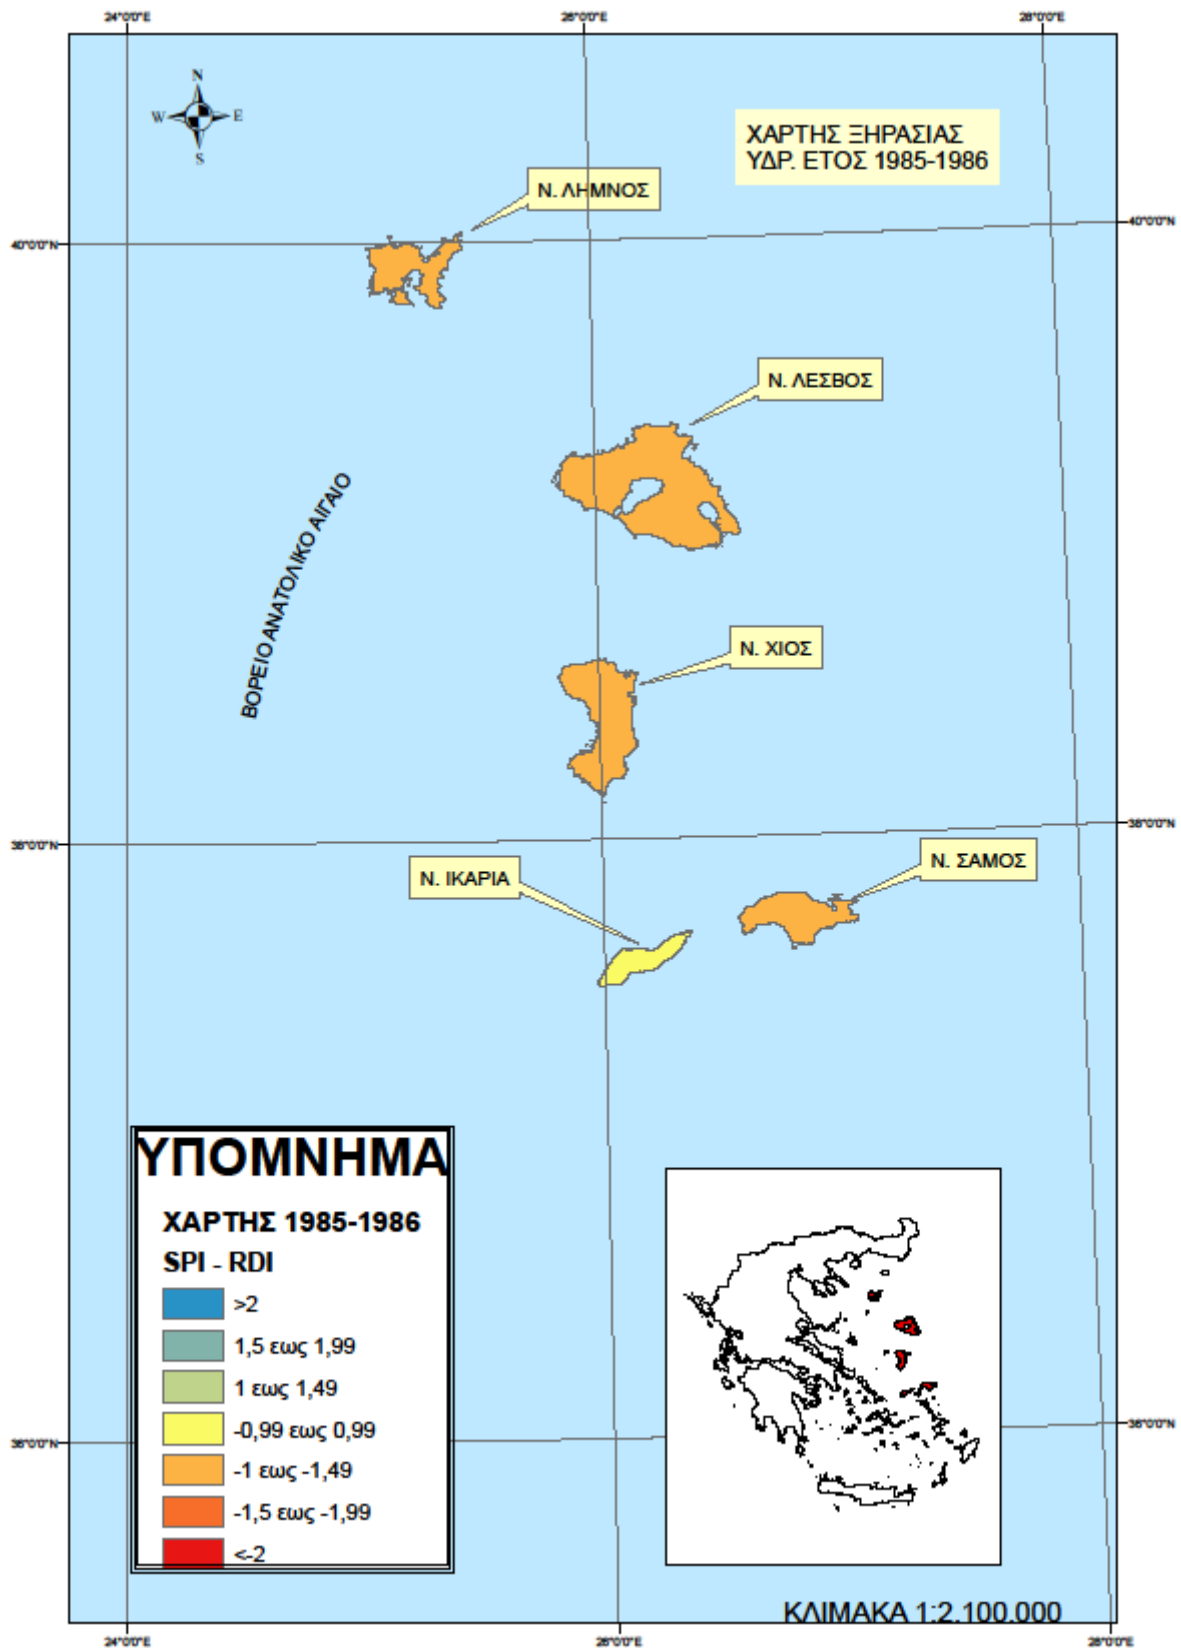 24°0'0"E
26°0'0"E
28°0'0"E
N
W
E
S
ΧΑΡΤΗΣ ΞΗΡΑΣΙΑΣ
ΥΔΡ. ΕΤΟΣ 1985-1986
Ν. ΛΗΜΝΟΣ
40°0'0"N
40°0'0"N
Ν. ΛΕΣΒΟΣ
ΒΟΡΕΙΟ ΑΝΑΤΟΛΙΚΟ ΑΙΓΑΙΟ
Ν. ΧΙΟΣ
38°0'0"N
38°0'0"N
Ν. ΙΚΑΡΙΑ
Ν. ΣΑΜΟΣ
ΥΠΟΜΝΗΜΑ
ΧΑΡΤΗΣ 1985-1986
SPI - RDI
>2
1,5 εως 1,99
1 εως 1,49
-0,99 εως 0,99
-1 εως -1,49
-1,5 εως -1,99
<-2
36°0'0"N
36°0'0"N
ΚΛΙΜΑΚΑ 1:2.100.000
24°0'0"E
26°0'0"E
28°0'0"E